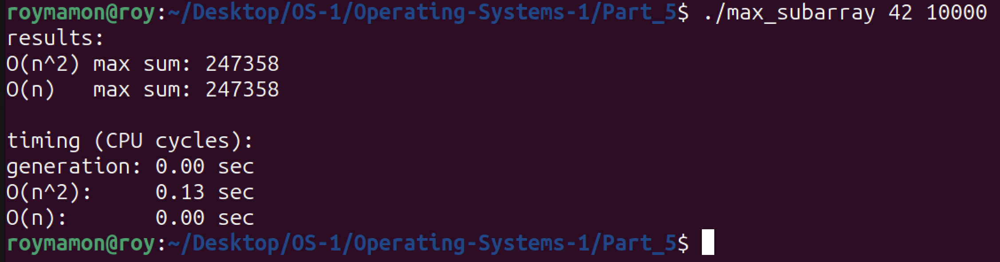 roymamon@roy:~/Desktop/OS-1/Operating-Systems-1/Part_5$ ./max_subarray 42 10000
results:
O(n^2) max sum: 247358
O(n)   max sum: 247358

timing (CPU cycles):
generation: 0.00 sec
O(n^2):     0.13 sec
O(n):       0.00 sec
roymamon@roy:~/Desktop/OS-1/Operating-Systems-1/Part_5$